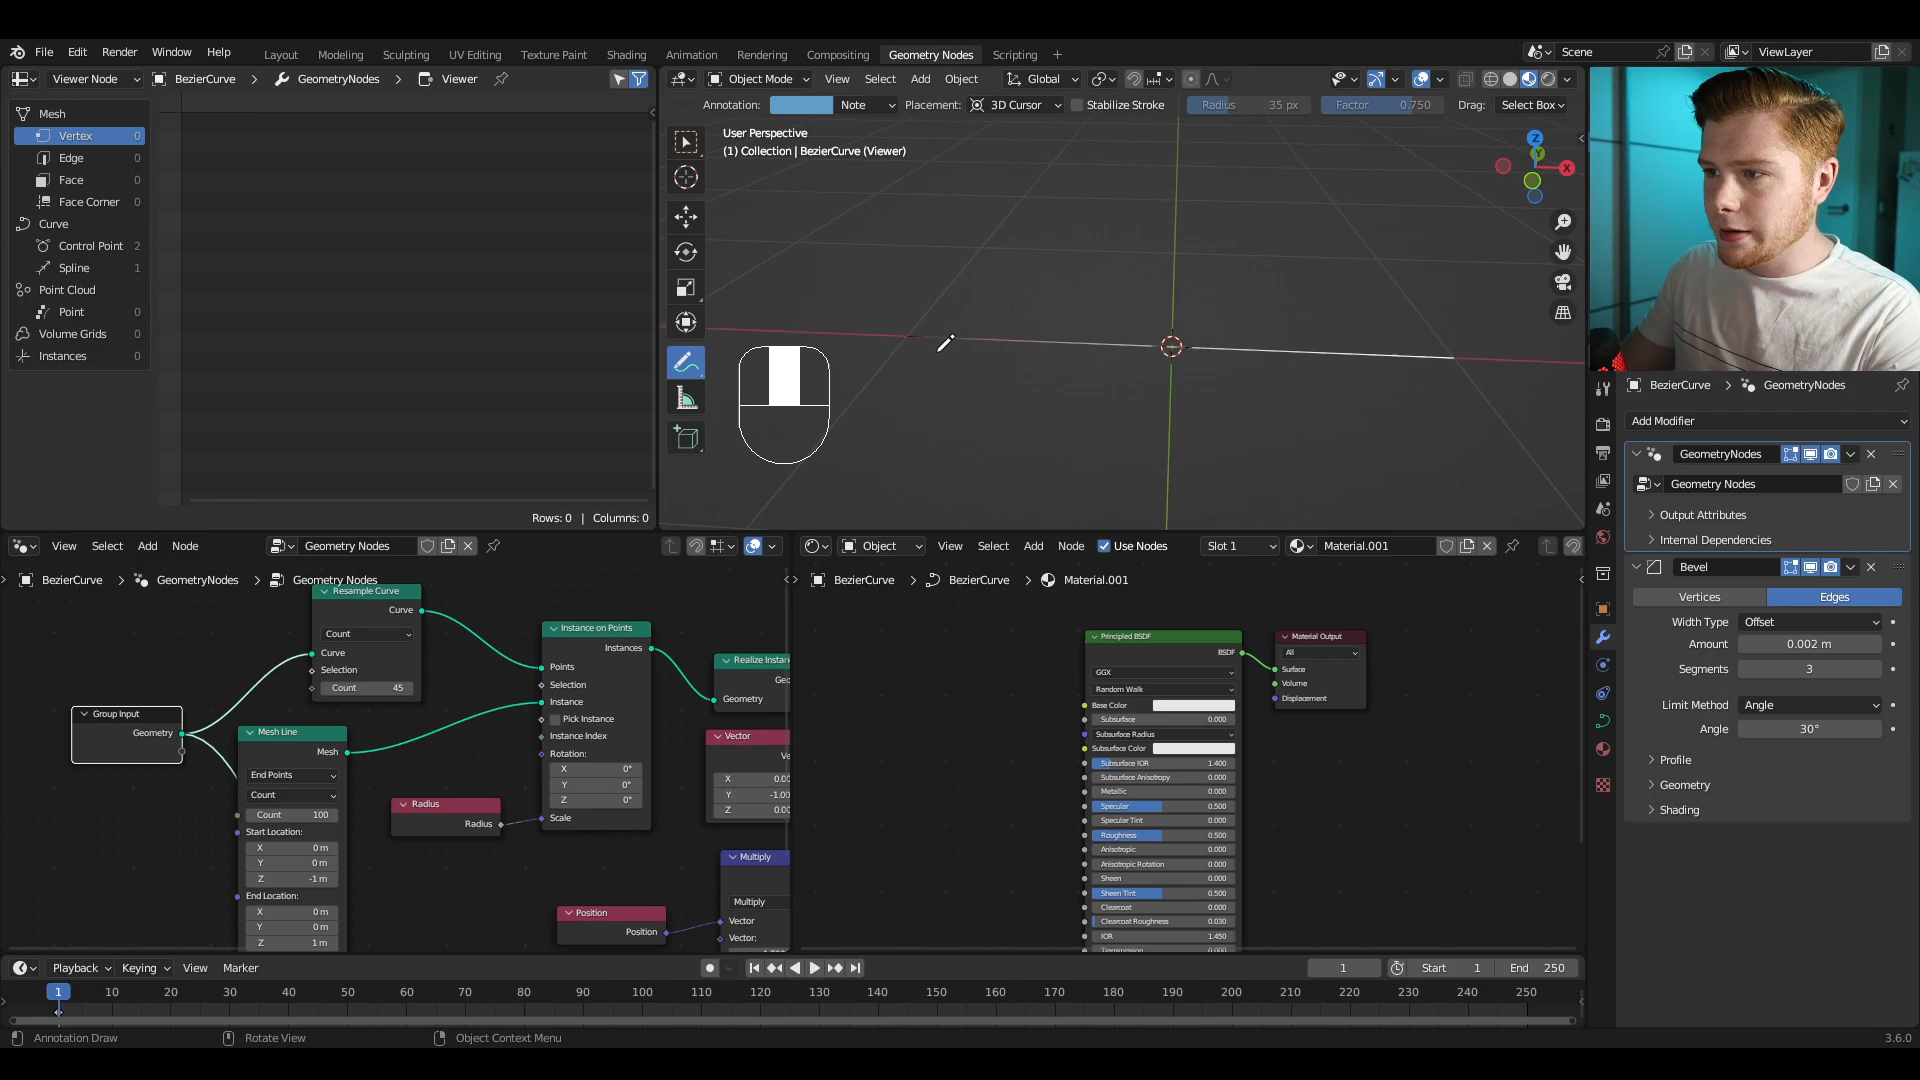 File Edit Render Window Help Layout Modeling Sculpting UV Editing Texture Paint Shading Animation Rendering Compositing Geometry Nodes Scripting + Scene ViewLayer
Viewer Node BezierCurve > GeometryNodes > Viewer
Object Mode View Select Add Object Global
Annotation: Note Placement: 3D Cursor Stabilize Stroke Radius 35 px Factor 0.750 Drag: Select Box
Mesh
Vertex 0
Edge 0
Face 0
Face Corner 0
Curve
Control Point 2
Spline 1
Point Cloud
Point 0
Volume Grids 0
Instances 0
Rows: 0 | Columns: 0
User Perspective
(1) Collection | BezierCurve (Viewer)
Z
Y
X
BezierCurve > GeometryNodes
Add Modifier
GeometryNodes
Geometry Nodes
Output Attributes
Internal Dependencies
Bevel
Vertices Edges
Width Type Offset
Amount 0.002 m
Segments 3
Limit Method Angle
Angle 30°
Profile
Geometry
Shading
View Select Add Node Geometry Nodes
BezierCurve > GeometryNodes > Geometry Nodes
Resample Curve
Curve
Count
Curve
Selection
Count 45
Group Input
Geometry
Mesh Line
Mesh
End Points
Count
Count 100
Start Location:
X 0 m
Y 0 m
Z -1 m
End Location:
X 0 m
Y 0 m
Z 1 m
Radius
Radius
Instance on Points
Instances
Points
Selection
Instance
Pick Instance
Instance Index
Rotation:
X 0°
Y 0°
Z 0°
Scale
Position
Position
Realize Instan
Geo
Geometry
Vector
Ve
X 0.00
Y -1.00
Z 0.00
Multiply
Multiply
Vector
Vector:
Object View Select Add Node Use Nodes Slot 1 Material.001
BezierCurve > BezierCurve > Material.001
Principled BSDF
BSDF
GGX
Random Walk
Base Color
Subsurface 0.000
Subsurface Radius
Subsurface Color
Subsurface IOR 1.400
Subsurface Anisotropy 0.000
Metallic 0.000
Specular 0.500
Specular Tint 0.000
Roughness 0.500
Anisotropic 0.000
Anisotropic Rotation 0.000
Sheen 0.000
Sheen Tint 0.500
Clearcoat 0.000
Clearcoat Roughness 0.030
IOR 1.450
Transmission 0.000
Material Output
All
Surface
Volume
Displacement
Playback Keying View Marker 1 Start 1 End 250
1 10 20 30 40 50 60 70 80 90 100 110 120 130 140 150 160 170 180 190 200 210 220 230 240 250
Annotation Draw Rotate View Object Context Menu 3.6.0